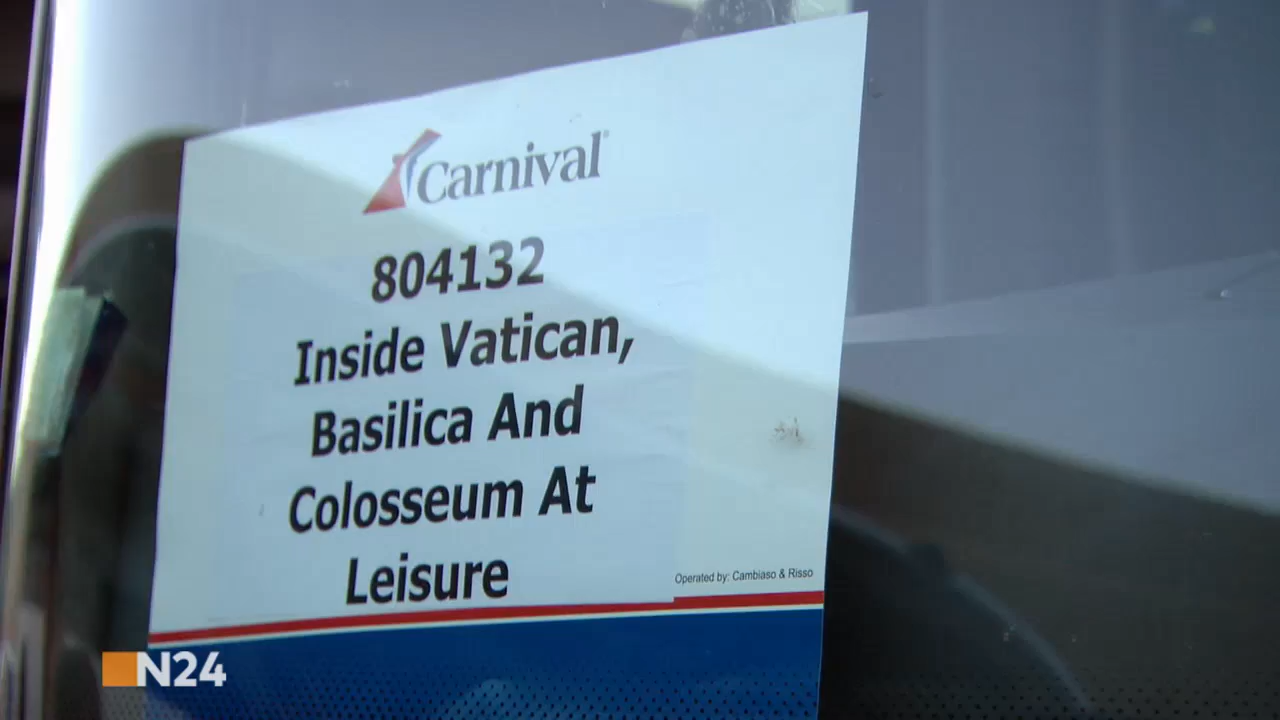 Carnival®
804132
Inside Vatican,
Basilica And
Colosseum At
Leisure
Operated by: Cambiaso & Risso
N24